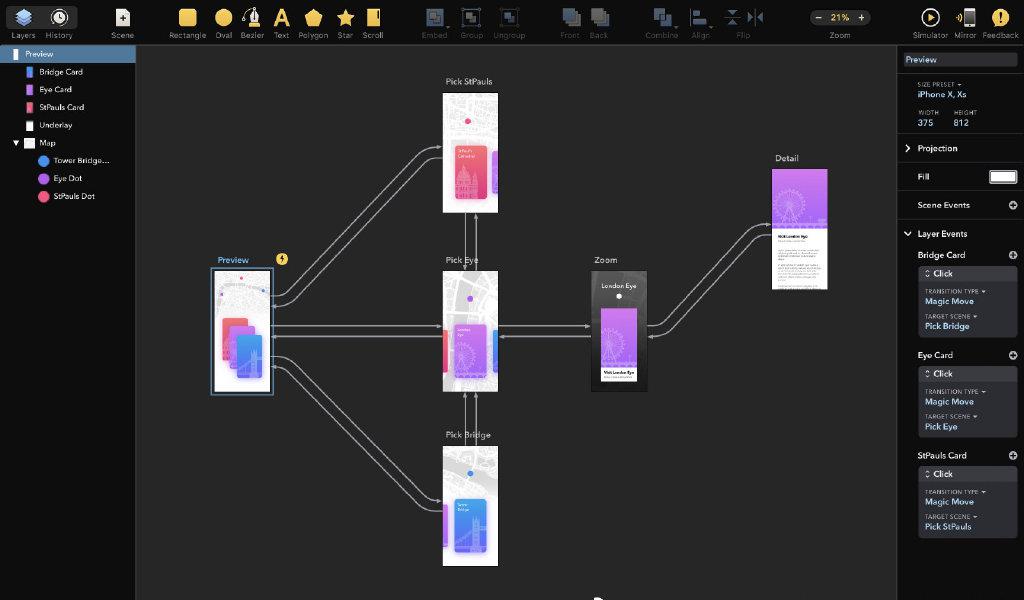 Layers
History
Scene
Rectangle
Oval
Bezier
Text
Polygon
Star
Scroll
Embed
Group
Ungroup
Front
Back
Combine
Align
Flip
− 21% +
Zoom
Simulator
Mirror
Feedback
Preview
Bridge Card
Eye Card
StPauls Card
Underlay
Map
Tower Bridge...
Eye Dot
StPauls Dot
Pick StPauls
StPaul's
Cathedral
Preview
Pick Eye
London
Eye
Pick Bridge
Tower
Bridge
Zoom
London Eye
Visit London Eye
Detail
Visit London Eye
Preview
SIZE PRESET
iPhone X, Xs
WIDTH
HEIGHT
375
812
Projection
Fill
Scene Events
Layer Events
Bridge Card
Click
TRANSITION TYPE
Magic Move
TARGET SCENE
Pick Bridge
Eye Card
Click
TRANSITION TYPE
Magic Move
TARGET SCENE
Pick Eye
StPauls Card
Click
TRANSITION TYPE
Magic Move
TARGET SCENE
Pick StPauls